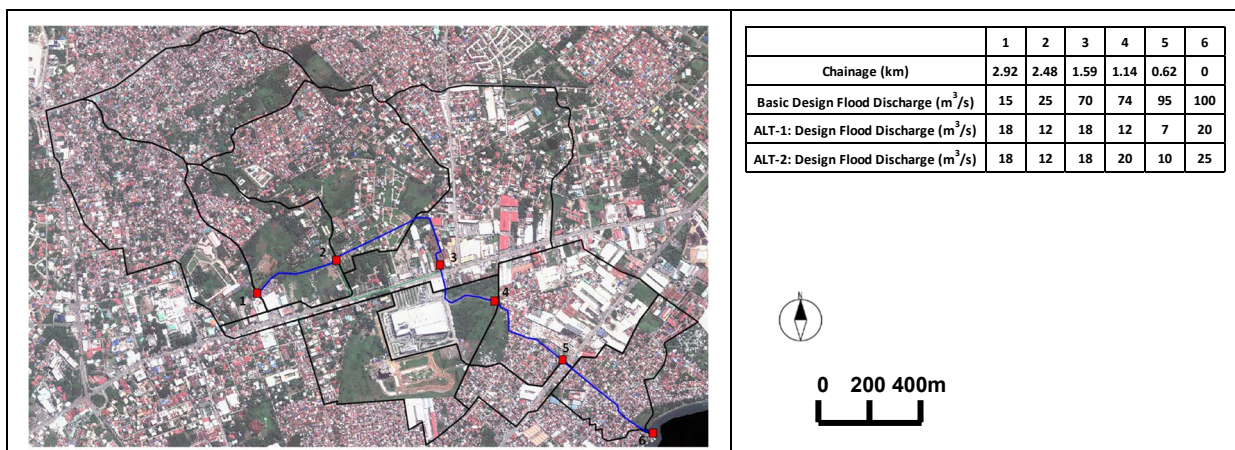 1
2
3
4
5
6
1 2 3 4 5 6
Chainage (km) 2.92 2.48 1.59 1.14 0.62 0
Basic Design Flood Discharge (m³/s) 15 25 70 74 95 100
ALT-1: Design Flood Discharge (m³/s) 18 12 18 12 7 20
ALT-2: Design Flood Discharge (m³/s) 18 12 18 20 10 25
N
0 200 400m